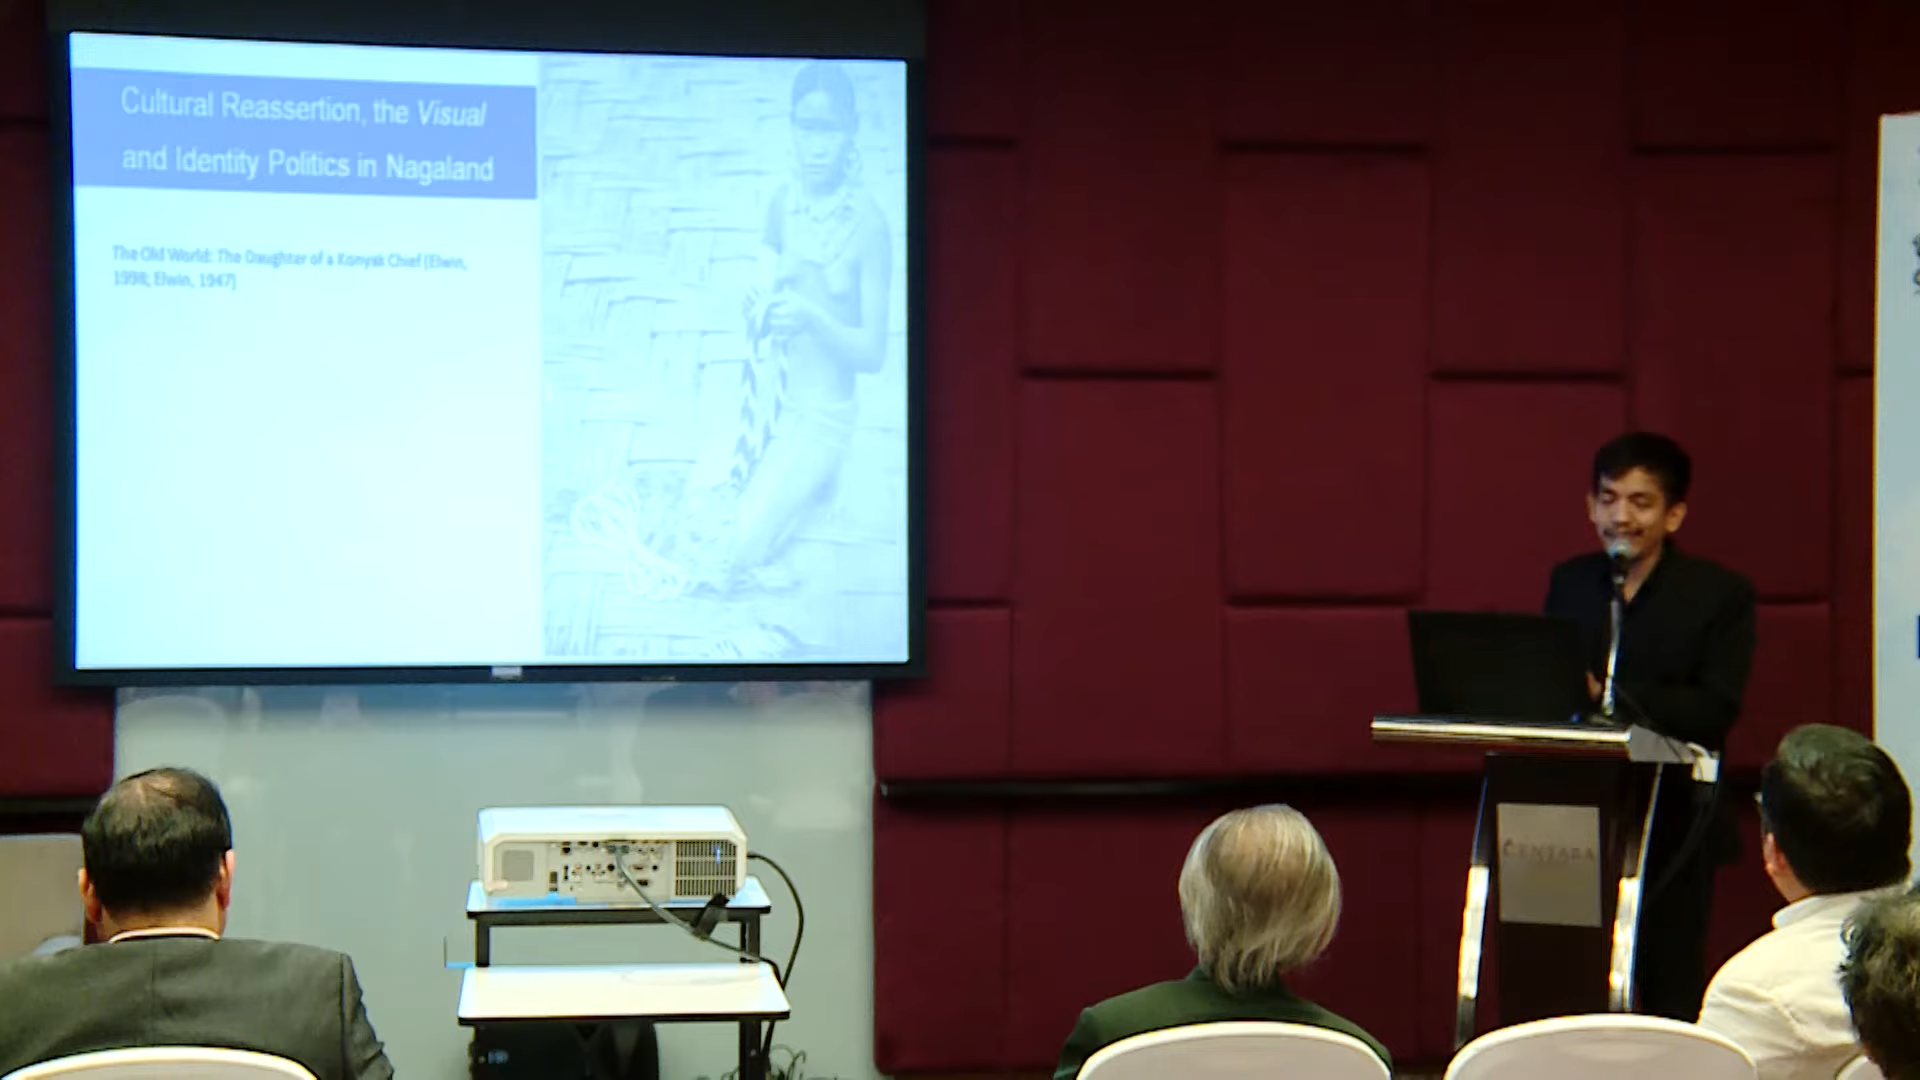 Cultural Reassertion, the Visual
and Identity Politics in Nagaland
The Old World: The Daughter of a Konyak Chief (Elwin,
1998; Elwin, 1947)
CENTARA